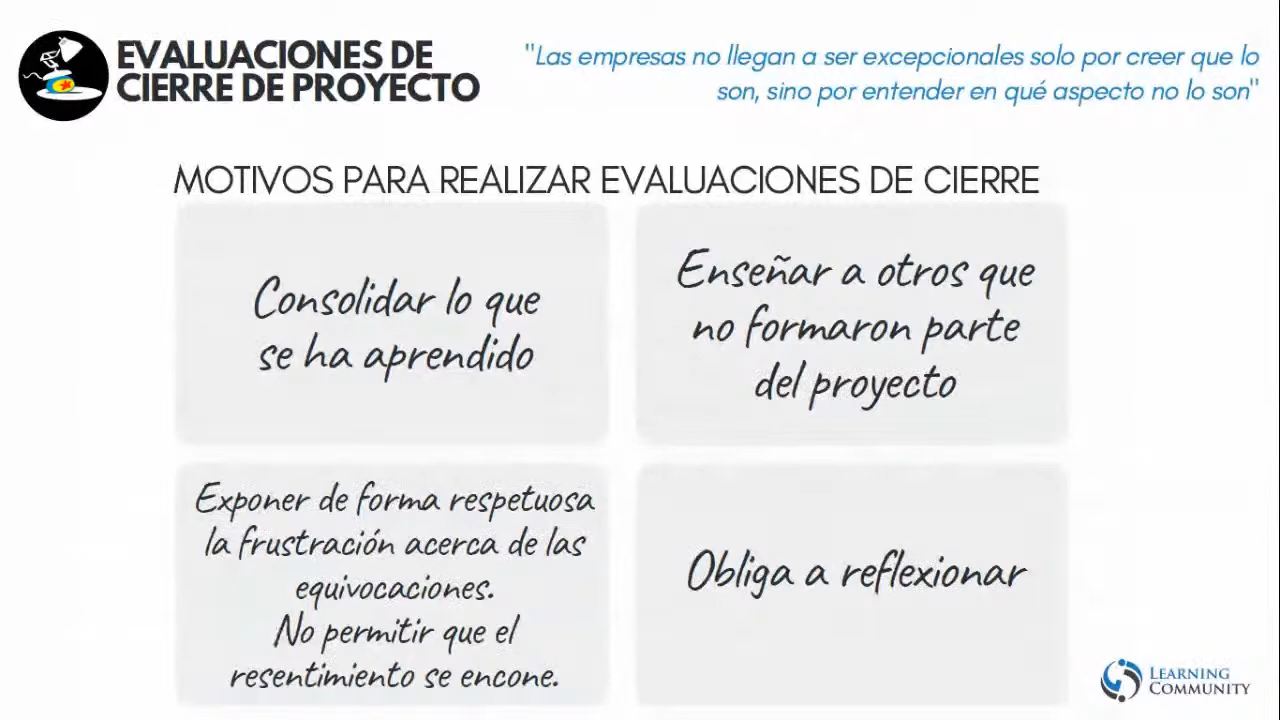 EVALUACIONES DE
CIERRE DE PROYECTO
"Las empresas no llegan a ser excepcionales solo por creer que lo
son, sino por entender en qué aspecto no lo son"
MOTIVOS PARA REALIZAR EVALUACIONES DE CIERRE
Consolidar lo que
se ha aprendido
Enseñar a otros que
no formaron parte
del proyecto
Exponer de forma respetuosa
la frustración acerca de las
equivocaciones.
No permitir que el
resentimiento se encone.
Obliga a reflexionar
LEARNING
COMMUNITY